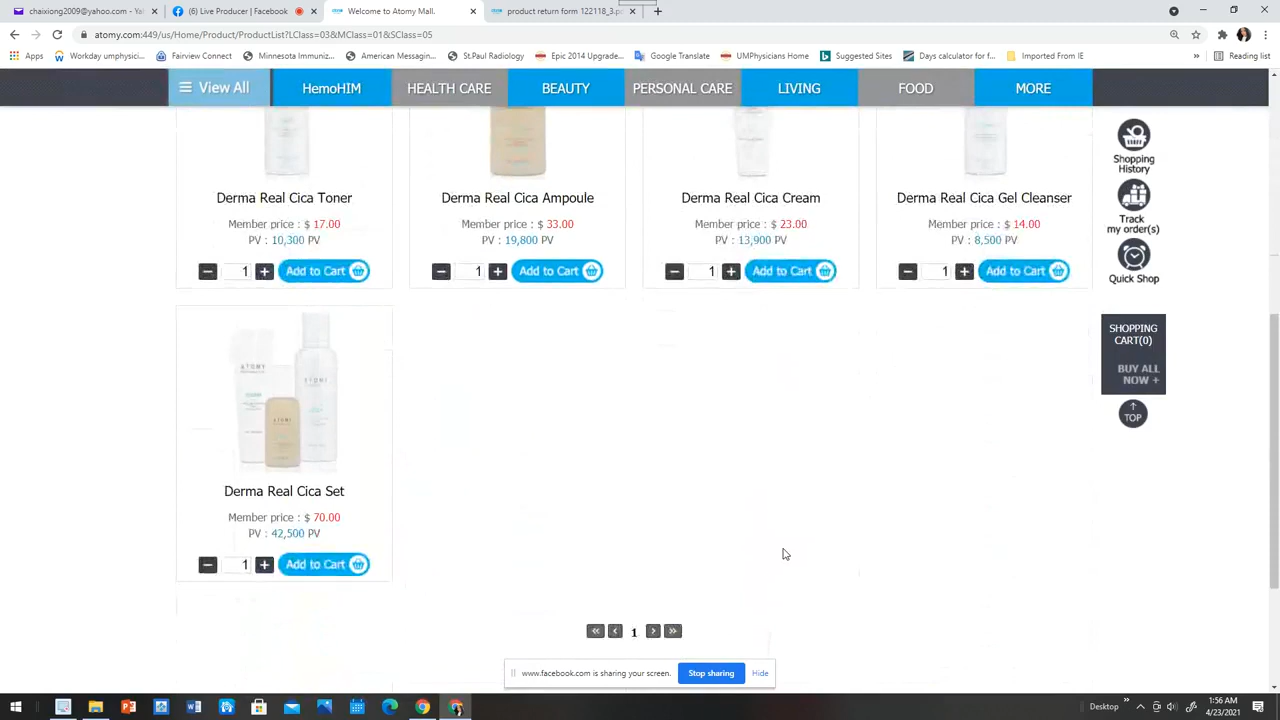 chaixiong2009@yahoo.com - Ya
(6) Live Producer | Facebook
Welcome to Atomy Mall.
product return form 122118_3.p
atomy.com:449/us/Home/Product/ProductList?LClass=03&MClass=01&SClass=05
Apps
Workday umphysici...
Fairview Connect
Minnesota Immuniz...
American Messagin...
St.Paul Radiology
Epic 2014 Upgrade...
Google Translate
UMPhysicians Home
Suggested Sites
Days calculator for f...
Imported From IE
»
Reading list
View All
HemoHIM
HEALTH CARE
BEAUTY
PERSONAL CARE
LIVING
FOOD
MORE
Derma Real Cica Toner
Member price : $ 17.00
PV : 10,300 PV
1
Add to Cart
Derma Real Cica Ampoule
Member price : $ 33.00
PV : 19,800 PV
1
Add to Cart
Derma Real Cica Cream
Member price : $ 23.00
PV : 13,900 PV
1
Add to Cart
Derma Real Cica Gel Cleanser
Member price : $ 14.00
PV : 8,500 PV
1
Add to Cart
Shopping
History
Track
my order(s)
Quick Shop
SHOPPING
CART(0)
BUY ALL
NOW +
TOP
ATOMY
ATOMY
ATOMY
Derma Real Cica Set
Member price : $ 70.00
PV : 42,500 PV
1
Add to Cart
« ‹ 1 › »
www.facebook.com is sharing your screen.
Stop sharing
Hide
Desktop
»
1:56 AM
4/23/2021